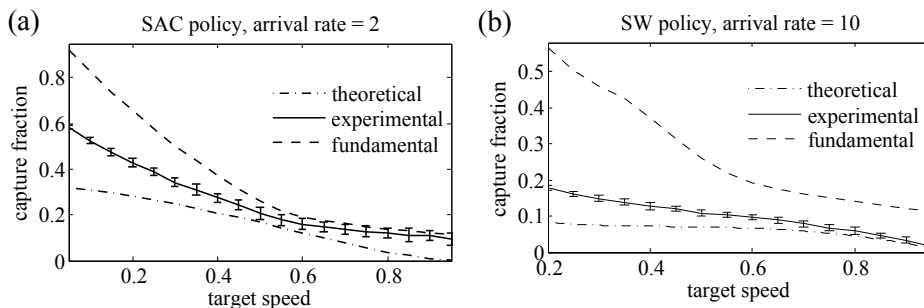 (a)
SAC policy, arrival rate = 2
capture fraction
0.8
0.6
0.4
0.2
0
0.2
0.4
0.6
0.8
target speed
theoretical
experimental
fundamental
(b)
SW policy, arrival rate = 10
capture fraction
0.5
0.4
0.3
0.2
0.1
0
0.2
0.4
0.6
0.8
target speed
theoretical
experimental
fundamental